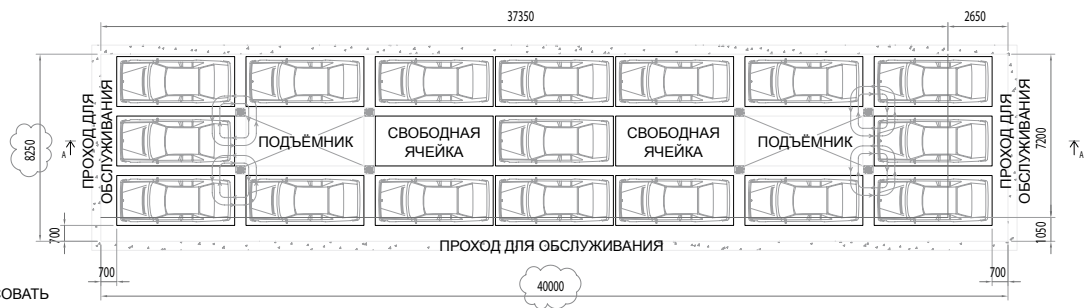 37350
2650
ПРОХОД ДЛЯ
ОБСЛУЖИВАНИЯ
8250
A
ПОДЪЁМНИК
СВОБОДНАЯ
ЯЧЕЙКА
СВОБОДНАЯ
ЯЧЕЙКА
ПОДЪЁМНИК
ПРОХОД ДЛЯ
ОБСЛУЖИВАНИЯ
7200
A
700
1050
ПРОХОД ДЛЯ ОБСЛУЖИВАНИЯ
700
40000
700
ОВАТЬ